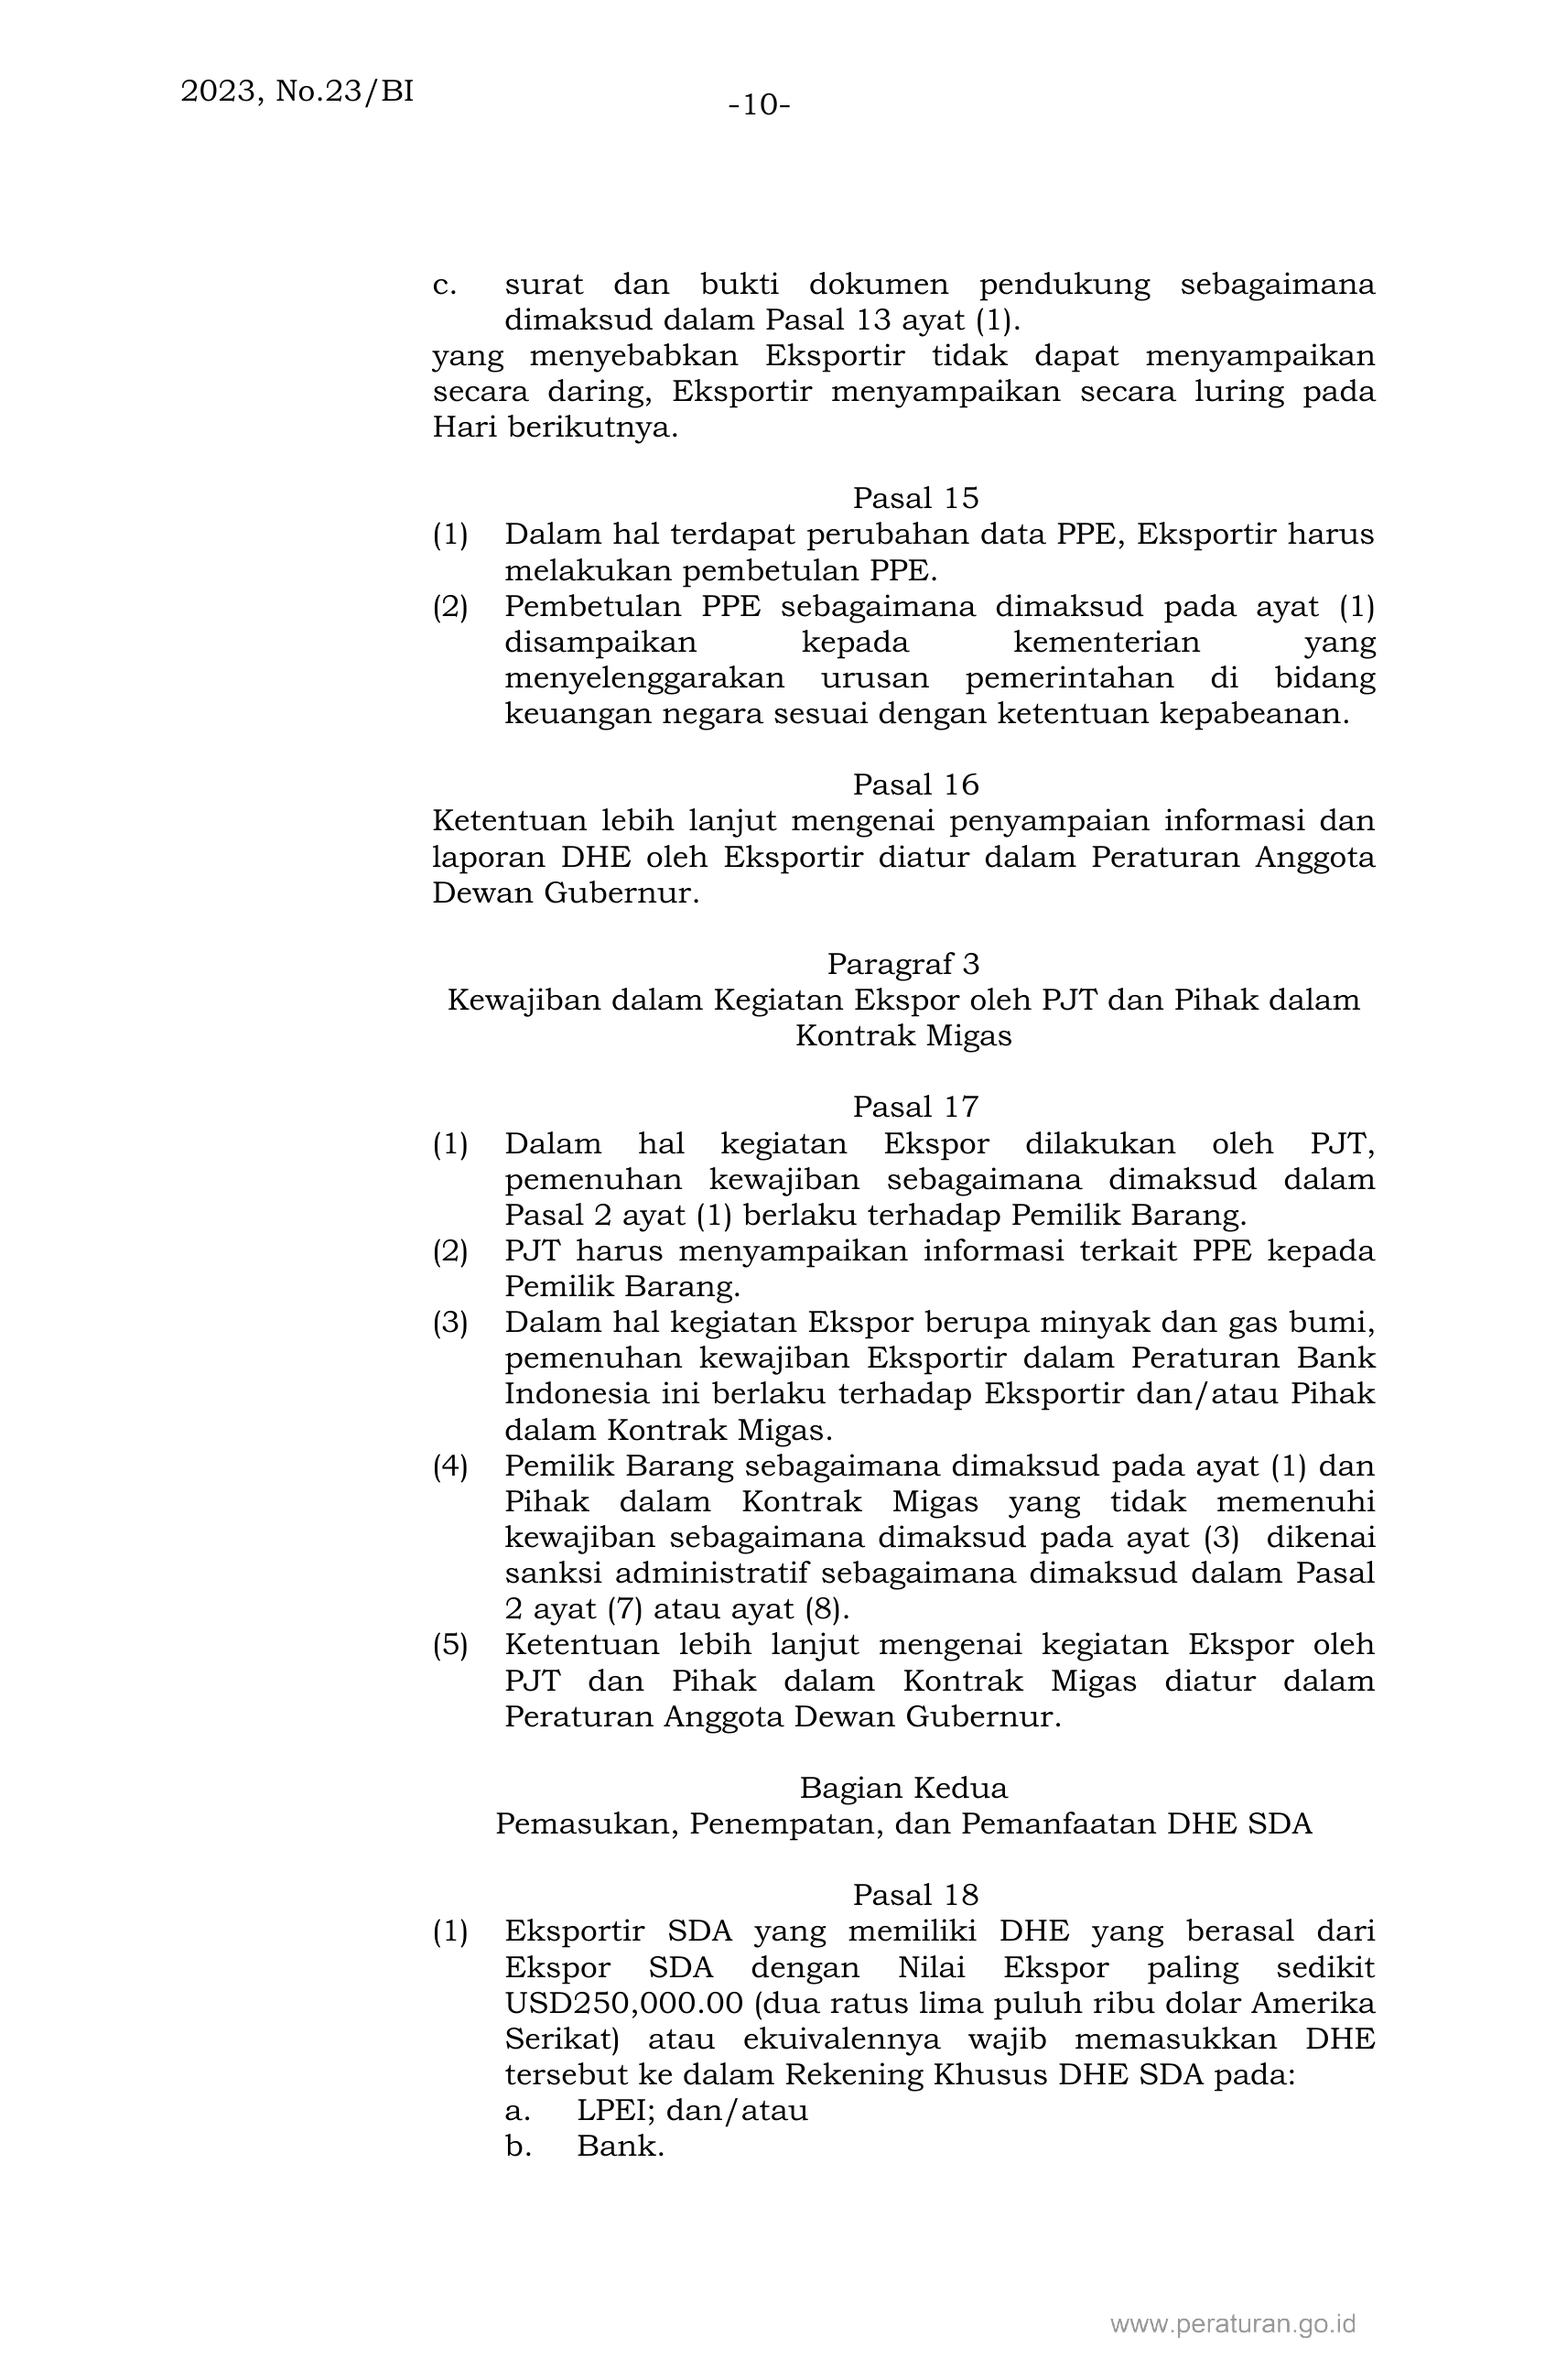 2023, No.23/BI
-10-
c. surat dan bukti dokumen pendukung sebagaimana
dimaksud dalam Pasal 13 ayat (1).
yang menyebabkan Eksportir tidak dapat menyampaikan
secara daring, Eksportir menyampaikan secara luring pada
Hari berikutnya.
Pasal 15
(1) Dalam hal terdapat perubahan data PPE, Eksportir harus
melakukan pembetulan PPE.
(2) Pembetulan PPE sebagaimana dimaksud pada ayat (1)
disampaikan kepada kementerian yang
menyelenggarakan urusan pemerintahan di bidang
keuangan negara sesuai dengan ketentuan kepabeanan.
Pasal 16
Ketentuan lebih lanjut mengenai penyampaian informasi dan
laporan DHE oleh Eksportir diatur dalam Peraturan Anggota
Dewan Gubernur.
Paragraf 3
Kewajiban dalam Kegiatan Ekspor oleh PJT dan Pihak dalam
Kontrak Migas
Pasal 17
(1) Dalam hal kegiatan Ekspor dilakukan oleh PJT,
pemenuhan kewajiban sebagaimana dimaksud dalam
Pasal 2 ayat (1) berlaku terhadap Pemilik Barang.
(2) PJT harus menyampaikan informasi terkait PPE kepada
Pemilik Barang.
(3) Dalam hal kegiatan Ekspor berupa minyak dan gas bumi,
pemenuhan kewajiban Eksportir dalam Peraturan Bank
Indonesia ini berlaku terhadap Eksportir dan/atau Pihak
dalam Kontrak Migas.
(4) Pemilik Barang sebagaimana dimaksud pada ayat (1) dan
Pihak dalam Kontrak Migas yang tidak memenuhi
kewajiban sebagaimana dimaksud pada ayat (3) dikenai
sanksi administratif sebagaimana dimaksud dalam Pasal
2 ayat (7) atau ayat (8).
(5) Ketentuan lebih lanjut mengenai kegiatan Ekspor oleh
PJT dan Pihak dalam Kontrak Migas diatur dalam
Peraturan Anggota Dewan Gubernur.
Bagian Kedua
Pemasukan, Penempatan, dan Pemanfaatan DHE SDA
Pasal 18
(1) Eksportir SDA yang memiliki DHE yang berasal dari
Ekspor SDA dengan Nilai Ekspor paling sedikit
USD250,000.00 (dua ratus lima puluh ribu dolar Amerika
Serikat) atau ekuivalennya wajib memasukkan DHE
tersebut ke dalam Rekening Khusus DHE SDA pada:
a. LPEI; dan/atau
b. Bank.
www.peraturan.go.id